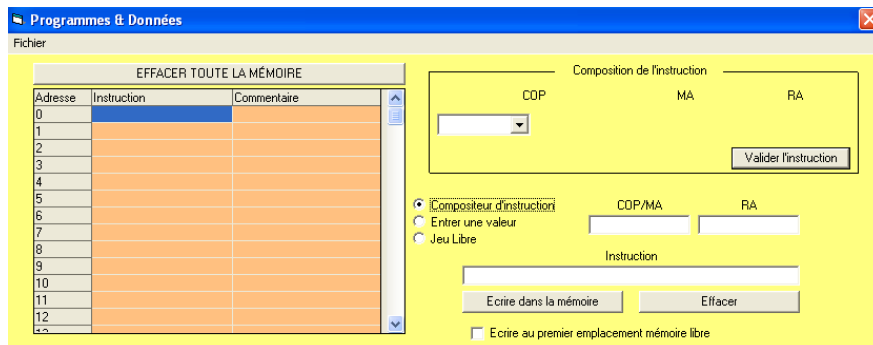 Programmes & Données
Fichier
EFFACER TOUTE LA MÉMOIRE
Adresse Instruction Commentaire
0
1
2
3
4
5
6
7
8
9
10
11
12
13
Composition de l'instruction
COP MA RA
Valider l'instruction
Compositeur d'instruction
Entrer une valeur
Jeu Libre
COP/MA RA
Instruction
Ecrire dans la mémoire Effacer
Ecrire au premier emplacement mémoire libre